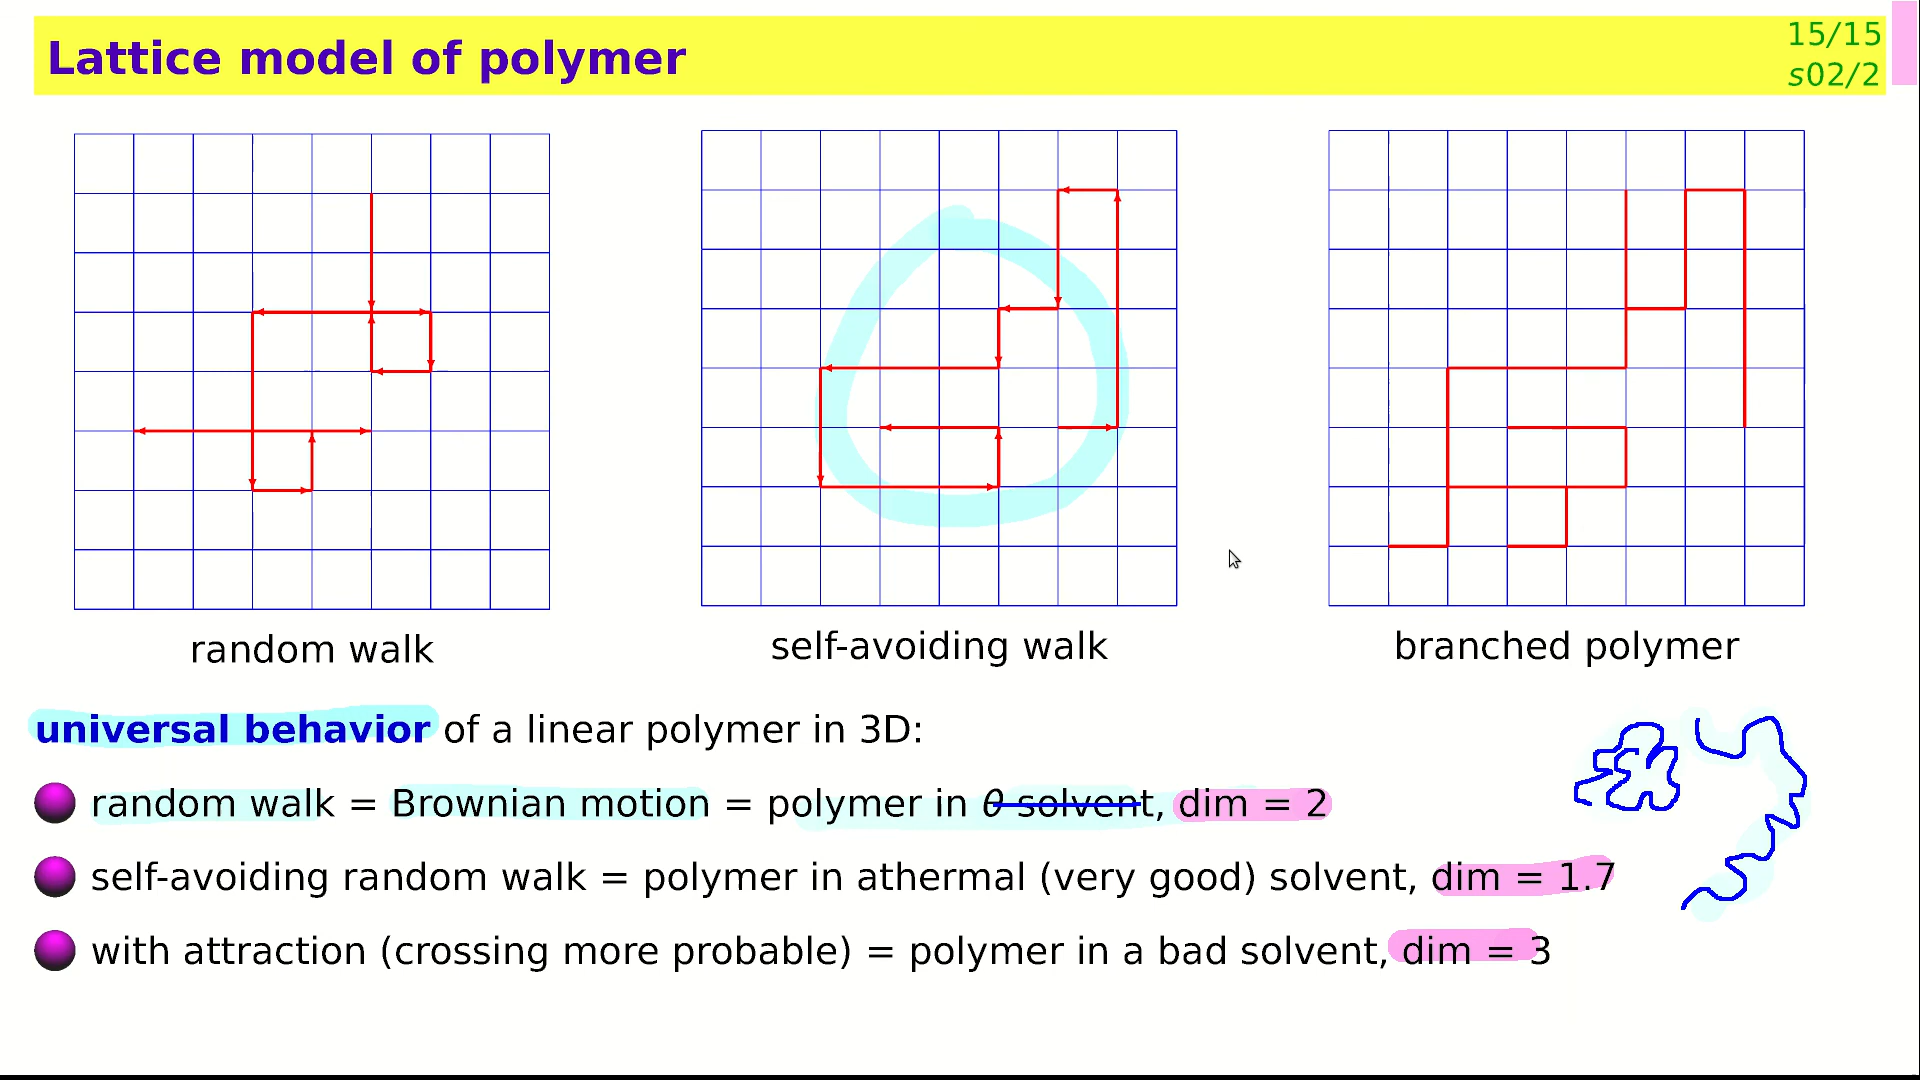 Lattice model of polymer
15/15
s02/2
random walk
self-avoiding walk
branched polymer
universal behavior of a linear polymer in 3D:
random walk = Brownian motion = polymer in θ solvent, dim = 2
self-avoiding random walk = polymer in athermal (very good) solvent, dim = 1.7
with attraction (crossing more probable) = polymer in a bad solvent, dim = 3